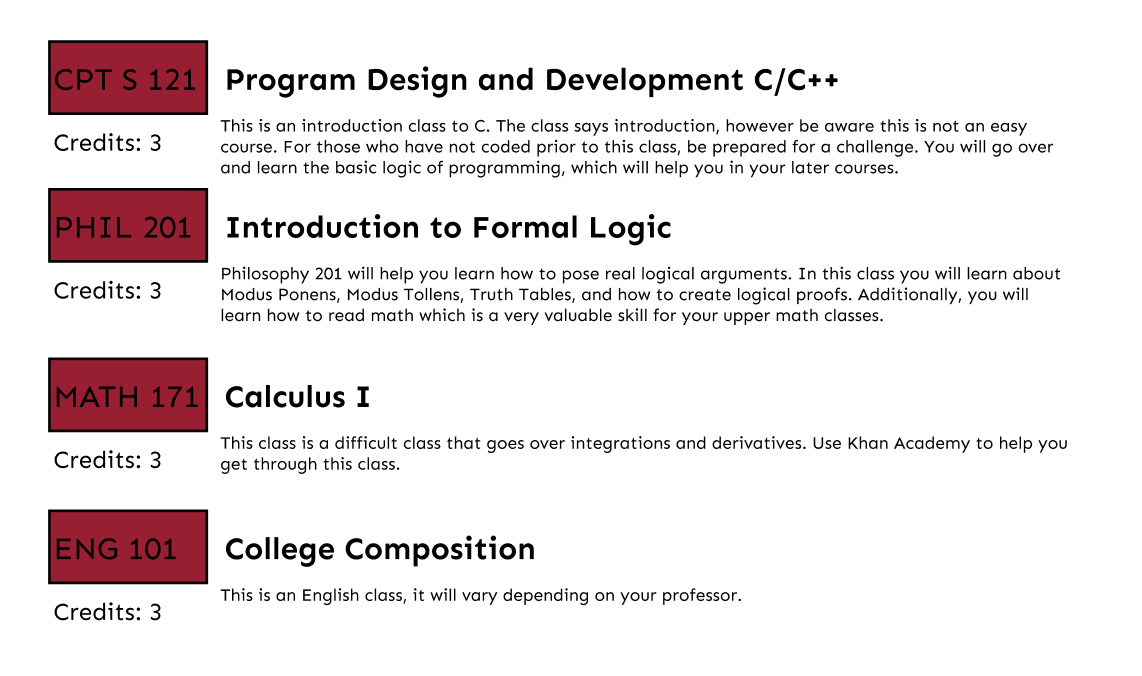 CPT S 121
Program Design and Development C/C++
Credits: 3
This is an introduction class to C. The class says introduction, however be aware this is not an easy
course. For those who have not coded prior to this class, be prepared for a challenge. You will go over
and learn the basic logic of programming, which will help you in your later courses.
PHIL 201
Introduction to Formal Logic
Credits: 3
Philosophy 201 will help you learn how to pose real logical arguments. In this class you will learn about
Modus Ponens, Modus Tollens, Truth Tables, and how to create logical proofs. Additionally, you will
learn how to read math which is a very valuable skill for your upper math classes.
MATH 171
Calculus I
Credits: 3
This class is a difficult class that goes over integrations and derivatives. Use Khan Academy to help you
get through this class.
ENG 101
College Composition
Credits: 3
This is an English class, it will vary depending on your professor.